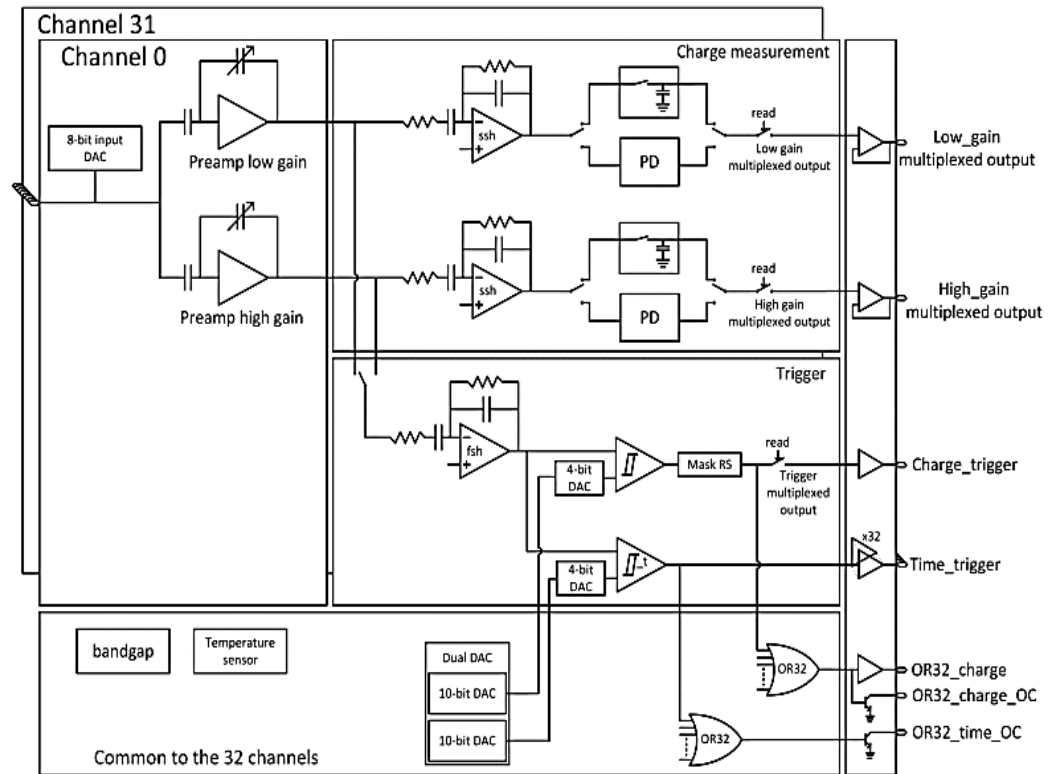 Channel 31
Channel 0
Charge measurement
8-bit input
DAC
Preamp low gain
ssh
PD
read
Low gain
multiplexed output
Low_gain
multiplexed output
Preamp high gain
ssh
PD
read
High gain
multiplexed output
High_gain
multiplexed output
Trigger
fsh
4-bit
DAC
Mask RS
read
Trigger
multiplexed
output
Charge_trigger
4-bit
DAC
_t
x32
Time_trigger
bandgap
Temperature
sensor
Dual DAC
10-bit DAC
10-bit DAC
OR32
OR32_charge
OR32_charge_OC
OR32
OR32_time_OC
Common to the 32 channels